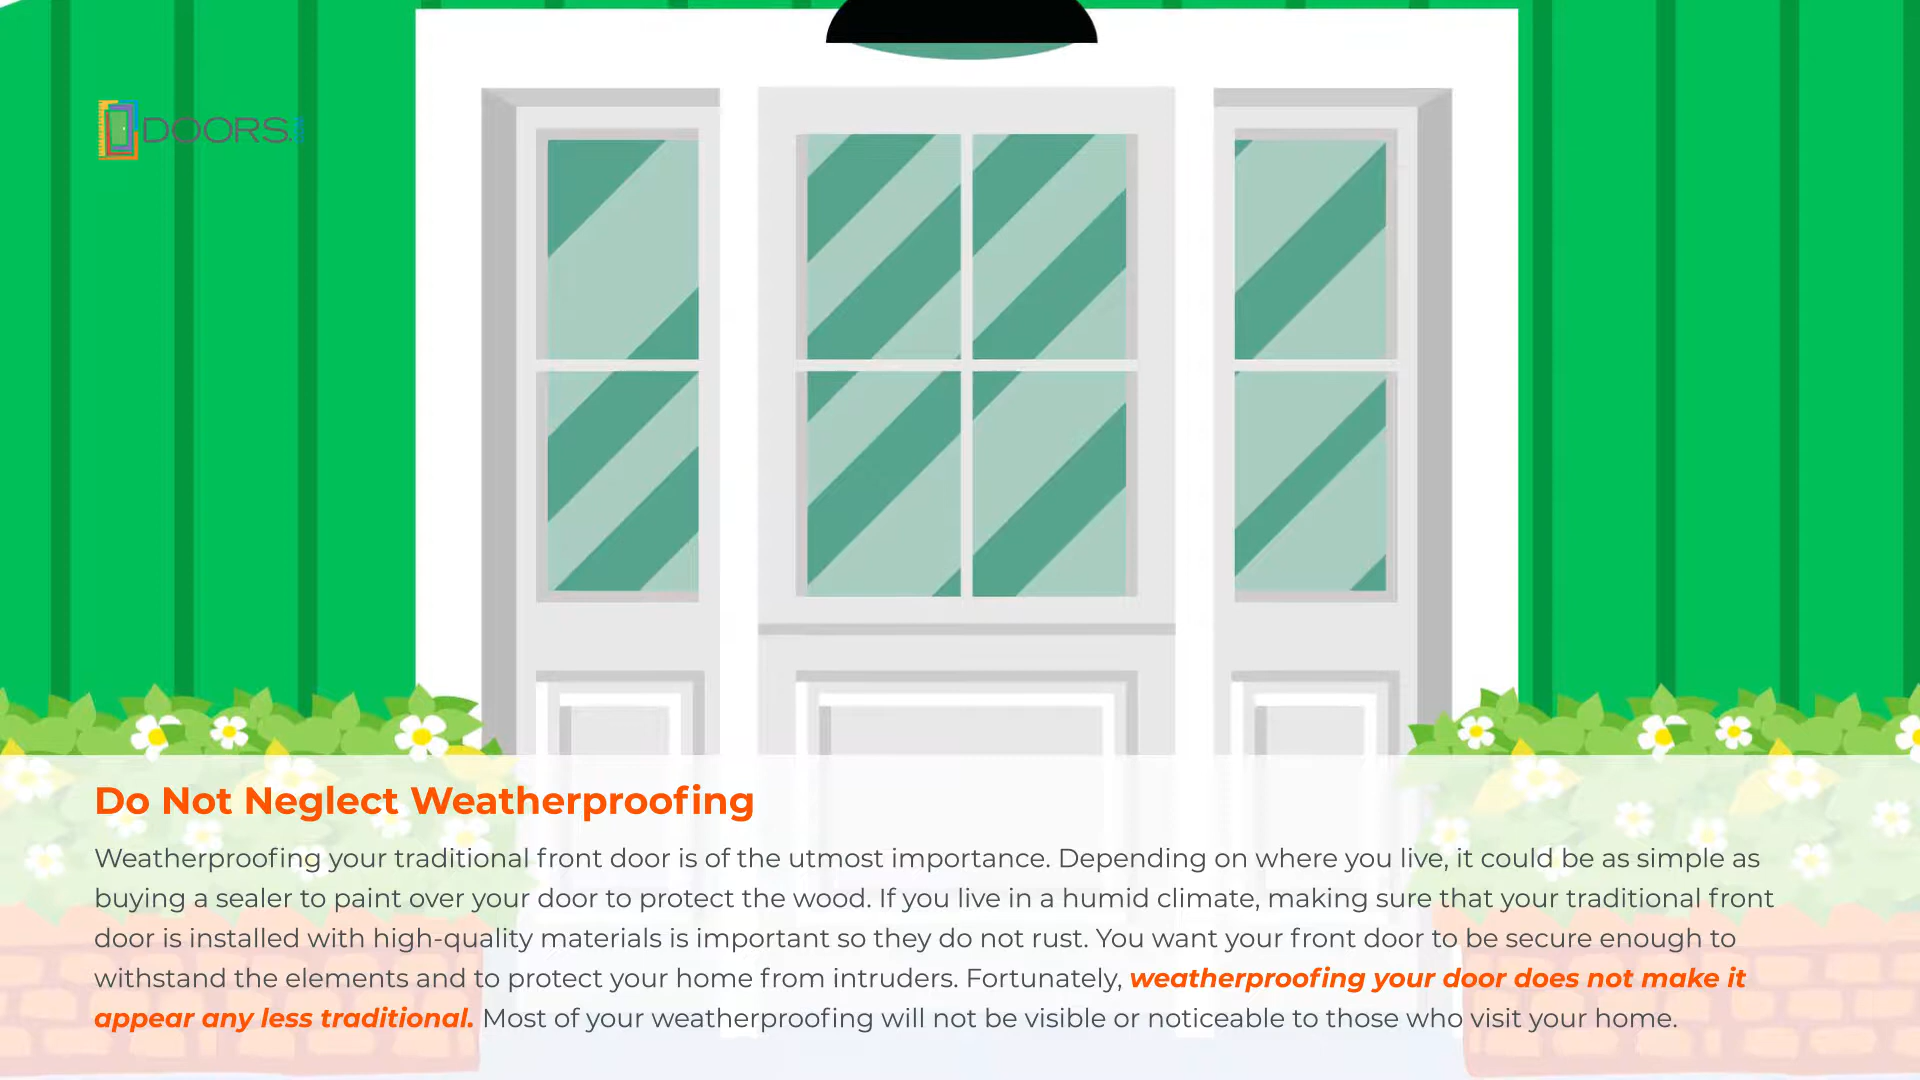 DOORS.
Do Not Neglect Weatherproofing
Weatherproofing your traditional front door is of the utmost importance. Depending on where you live, it could be as simple as
buying a sealer to paint over your door to protect the wood. If you live in a humid climate, making sure that your traditional front
door is installed with high-quality materials is important so they do not rust. You want your front door to be secure enough to
withstand the elements and to protect your home from intruders. Fortunately, weatherproofing your door does not make it
appear any less traditional. Most of your weatherproofing will not be visible or noticeable to those who visit your home.